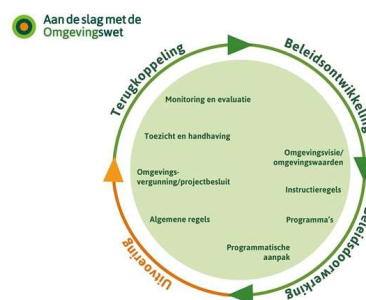 Aan de slag met de
Omgevingswet
Terugkoppeling
Beleidsontwikkeling
Monitoring en evaluatie
Toezicht en handhaving
Omgevingsvisie/
omgevingswaarden
Omgevings-
vergunning/projectbesluit
Instructieregels
Algemene regels
Programma's
Programmatische
aanpak
Uitvoering
Beleidsdoorwerking